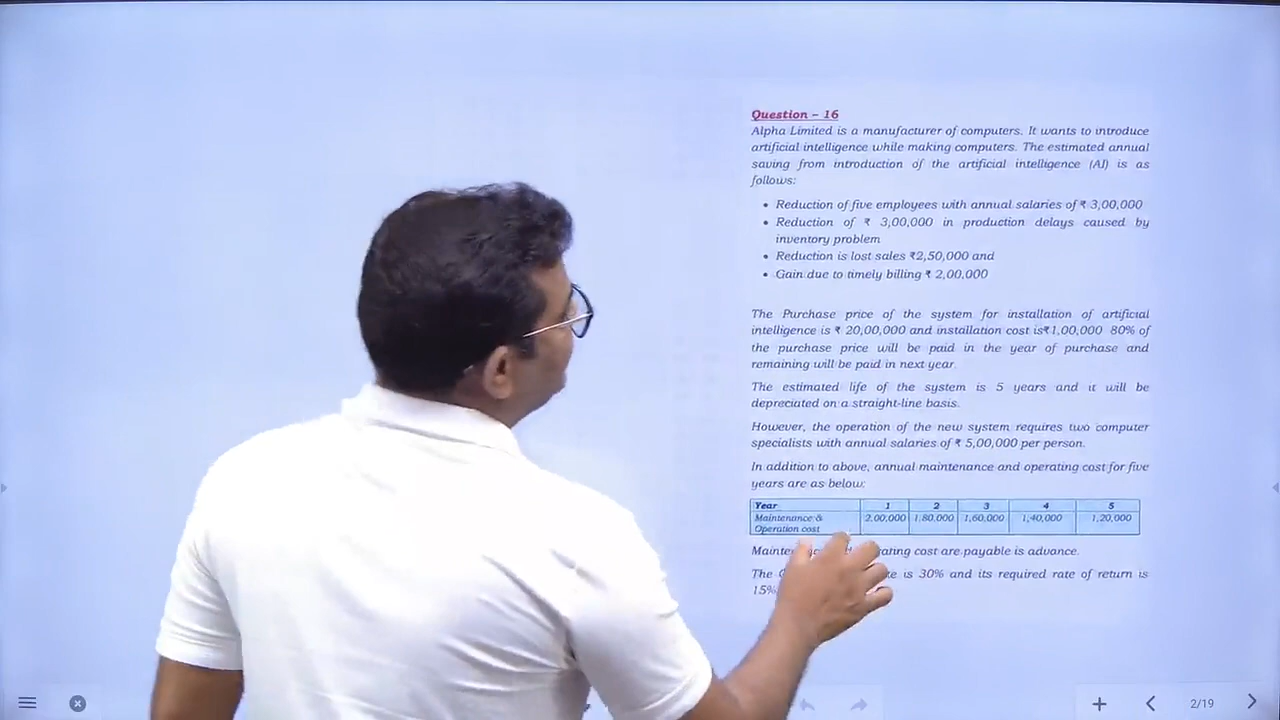 Question – 16
Alpha Limited is a manufacturer of computers. It wants to introduce
artificial intelligence while making computers. The estimated annual
saving from introduction of the artificial intelligence (AI) is as
follows:
• Reduction of five employees with annual salaries of ₹ 3,00,000
• Reduction of ₹ 3,00,000 in production delays caused by
inventory problem
• Reduction is lost sales ₹2,50,000 and
• Gain due to timely billing ₹ 2,00,000
The Purchase price of the system for installation of artificial
intelligence is ₹ 20,00,000 and installation cost is₹1,00,000 80% of
the purchase price will be paid in the year of purchase and
remaining will be paid in next year.
The estimated life of the system is 5 years and it will be
depreciated on a straight-line basis.
However, the operation of the new system requires two computer
specialists with annual salaries of ₹ 5,00,000 per person.
In addition to above, annual maintenance and operating cost for five
years are as below:
Year 1 2 3 4 5
Maintenance & 2,00,000 1,80,000 1,60,000 1,40,000 1,20,000
Operation cost
cost are payable is advance.
The is 30% and its required rate of return is
15%
2/19